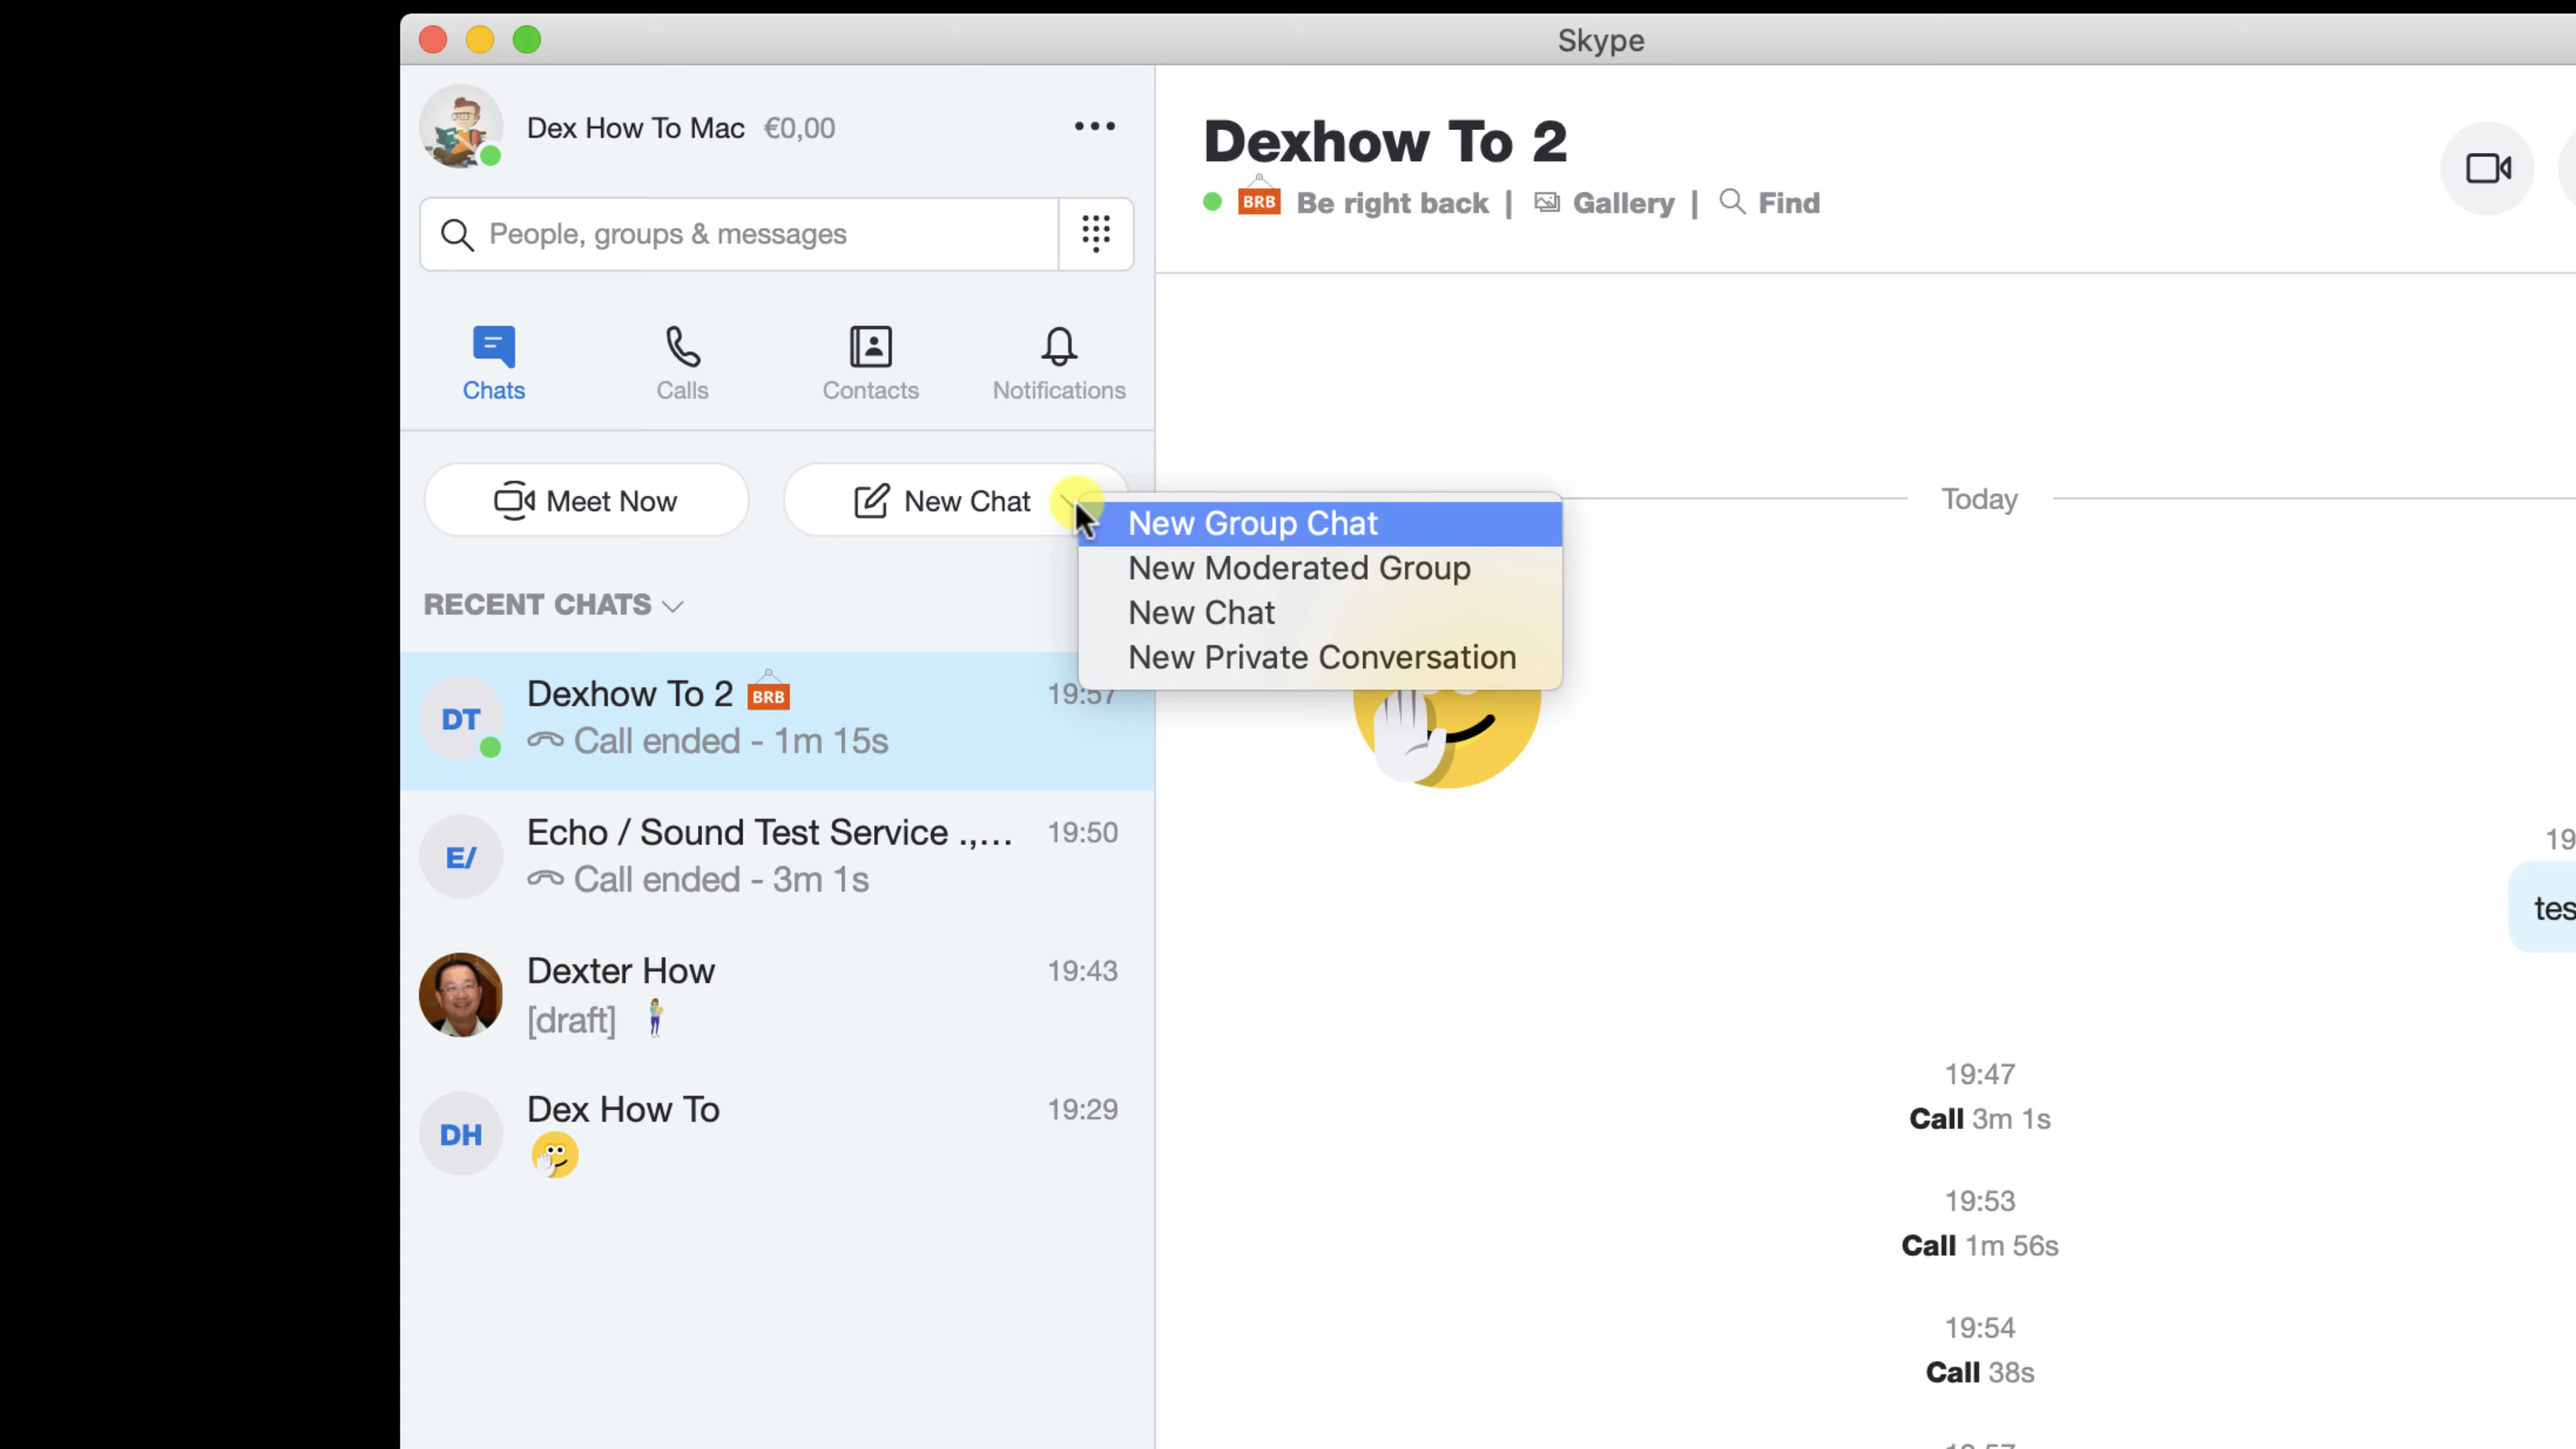 Skype
Dex How To Mac €0,00
People, groups & messages
Chats
Calls
Contacts
Notifications
Meet Now
New Chat
RECENT CHATS
Dexhow To 2 BRB
19:57
Call ended - 1m 15s
Echo / Sound Test Service .,...
19:50
Call ended - 3m 1s
Dexter How
19:43
[draft]
Dex How To
19:29
DT
E/
DH
New Group Chat
New Moderated Group
New Chat
New Private Conversation
Dexhow To 2
BRB Be right back | Gallery | Find
Today
19:47
Call 3m 1s
19:53
Call 1m 56s
19:54
Call 38s